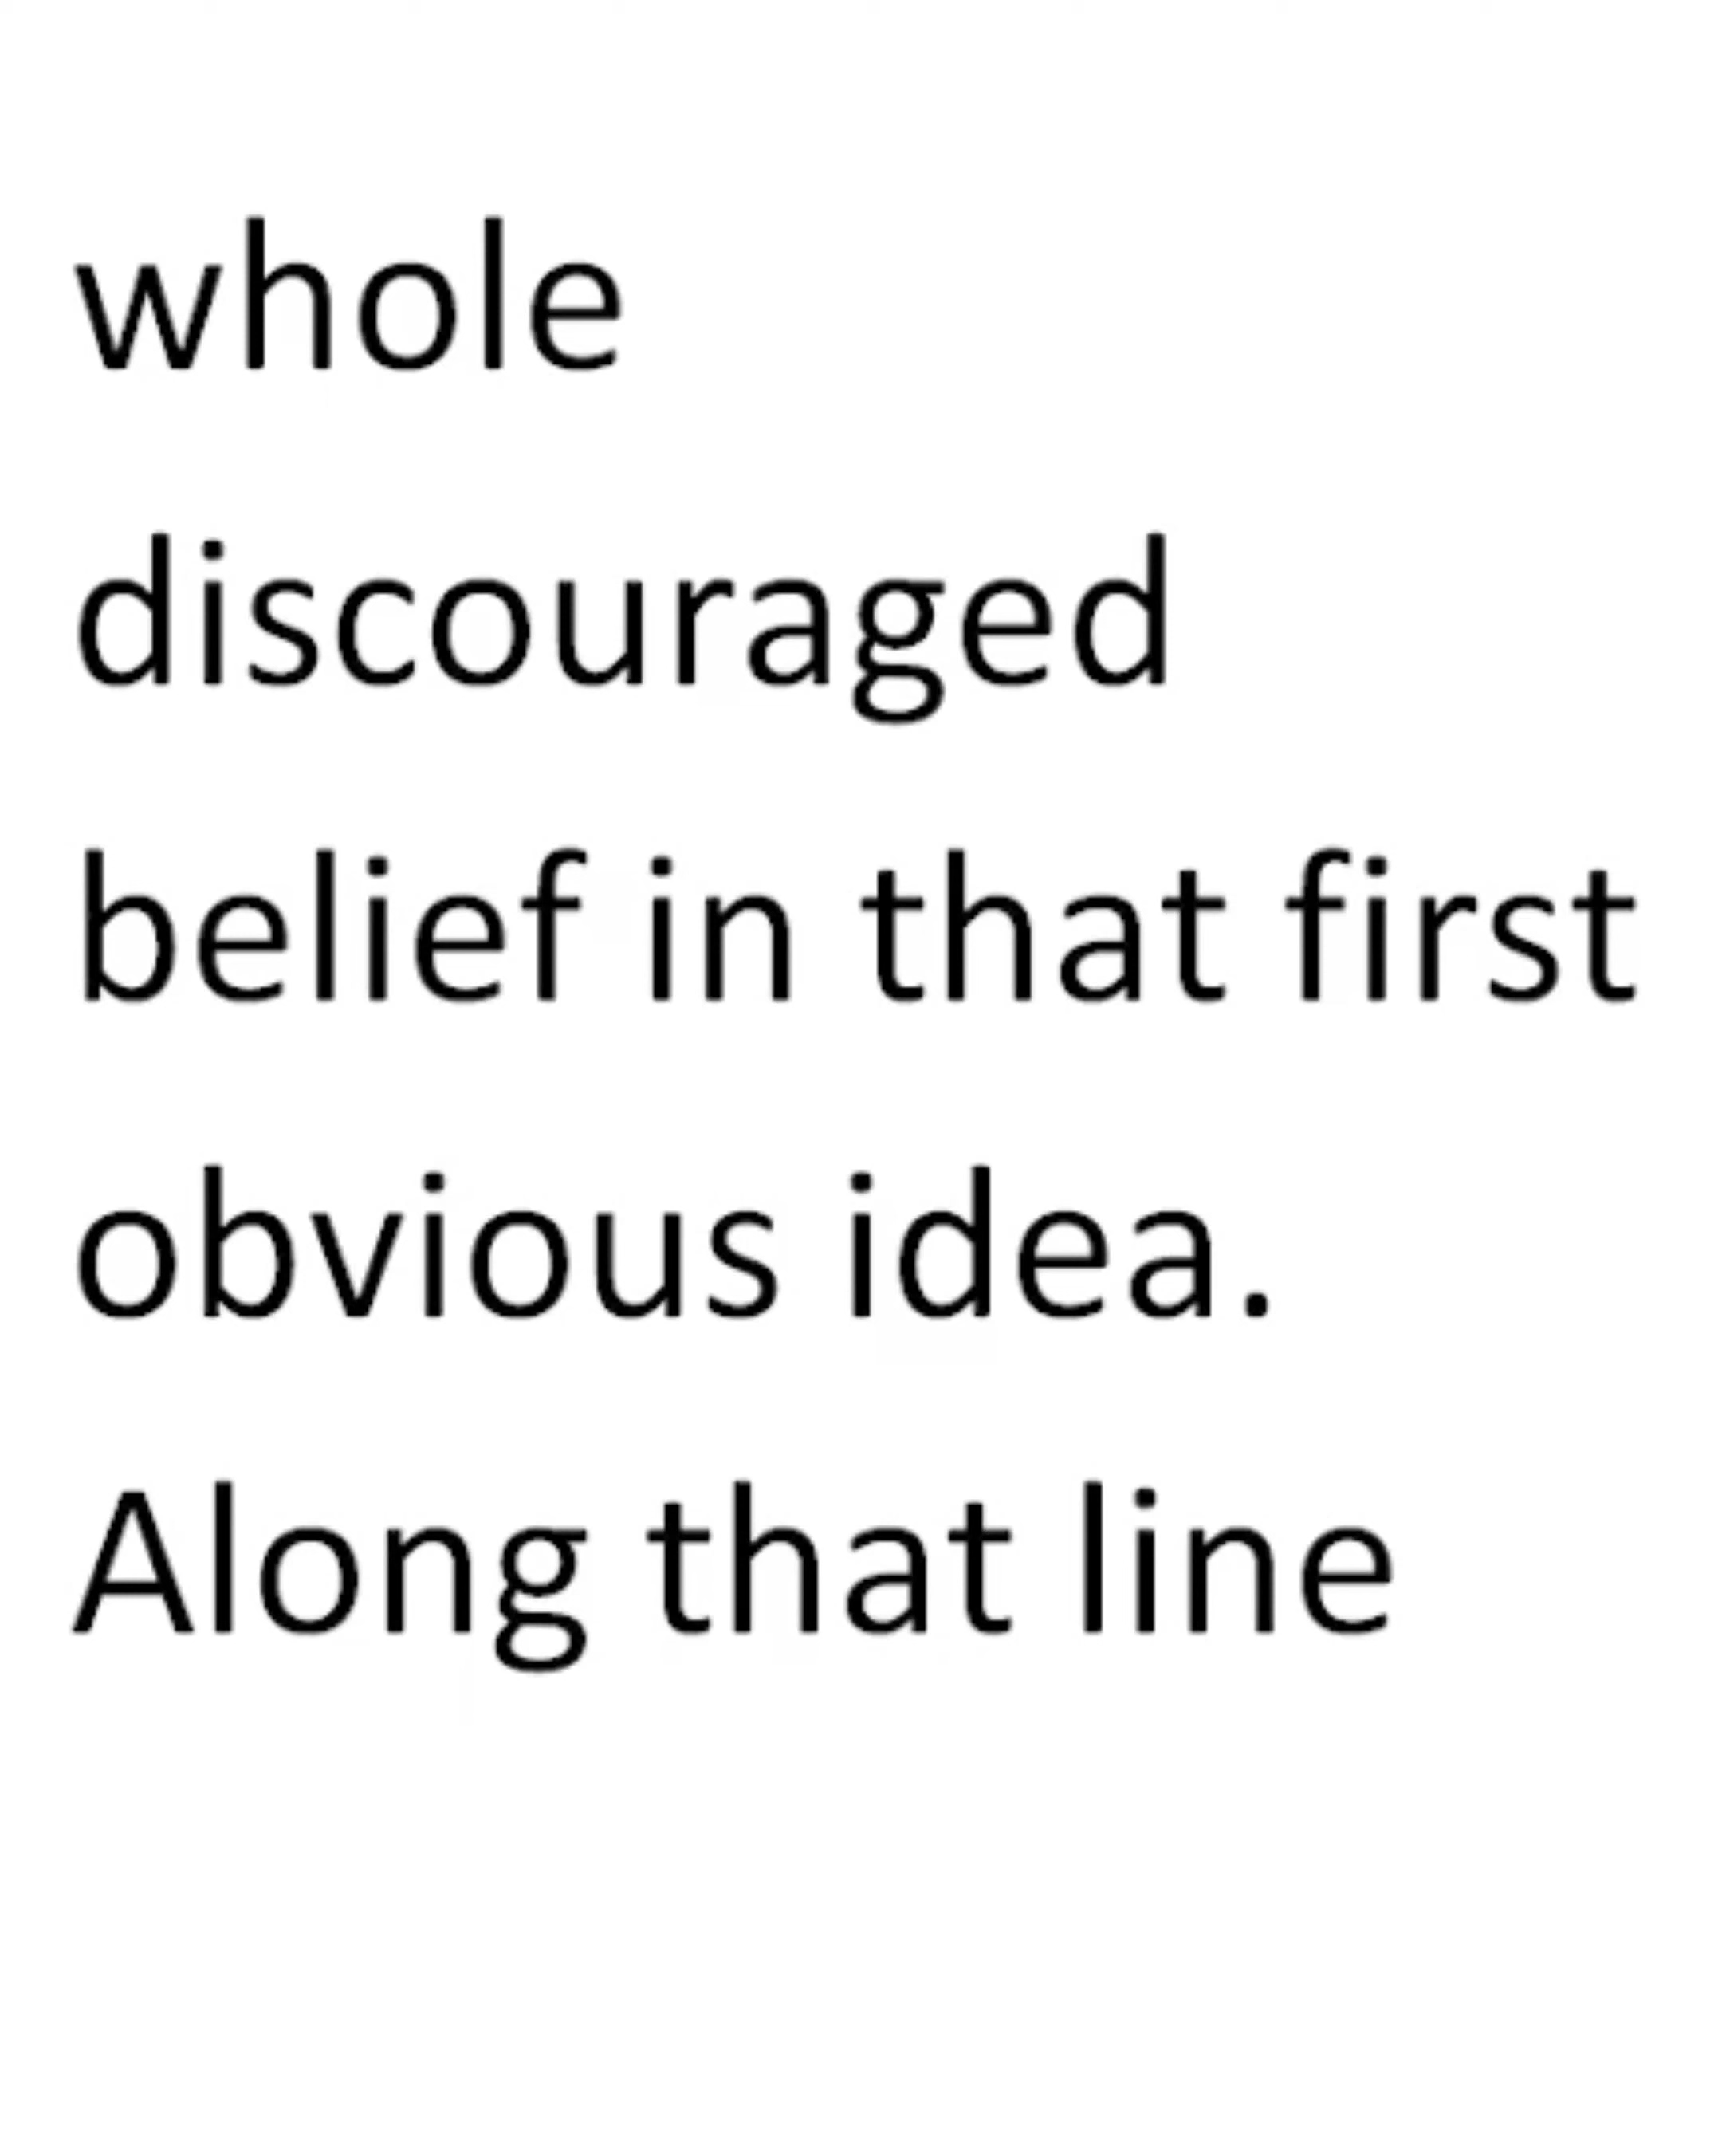 whole
discouraged
belief in that first
obvious idea.
Along that line